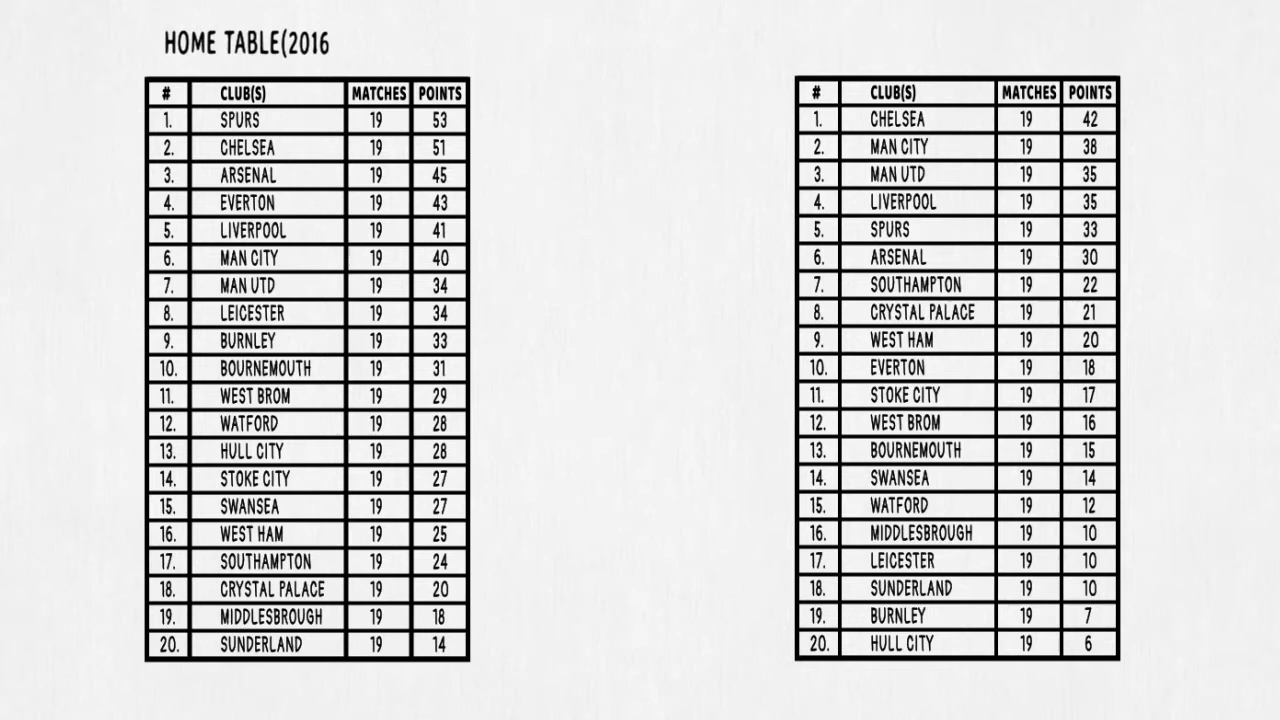 HOME TABLE(2016
# CLUB(S) MATCHES POINTS
1. SPURS 19 53
2. CHELSEA 19 51
3. ARSENAL 19 45
4. EVERTON 19 43
5. LIVERPOOL 19 41
6. MAN CITY 19 40
7. MAN UTD 19 34
8. LEICESTER 19 34
9. BURNLEY 19 33
10. BOURNEMOUTH 19 31
11. WEST BROM 19 29
12. WATFORD 19 28
13. HULL CITY 19 28
14. STOKE CITY 19 27
15. SWANSEA 19 27
16. WEST HAM 19 25
17. SOUTHAMPTON 19 24
18. CRYSTAL PALACE 19 20
19. MIDDLESBROUGH 19 18
20. SUNDERLAND 19 14
# CLUB(S) MATCHES POINTS
1. CHELSEA 19 42
2. MAN CITY 19 38
3. MAN UTD 19 35
4. LIVERPOOL 19 35
5. SPURS 19 33
6. ARSENAL 19 30
7. SOUTHAMPTON 19 22
8. CRYSTAL PALACE 19 21
9. WEST HAM 19 20
10. EVERTON 19 18
11. STOKE CITY 19 17
12. WEST BROM 19 16
13. BOURNEMOUTH 19 15
14. SWANSEA 19 14
15. WATFORD 19 12
16. MIDDLESBROUGH 19 10
17. LEICESTER 19 10
18. SUNDERLAND 19 10
19. BURNLEY 19 7
20. HULL CITY 19 6